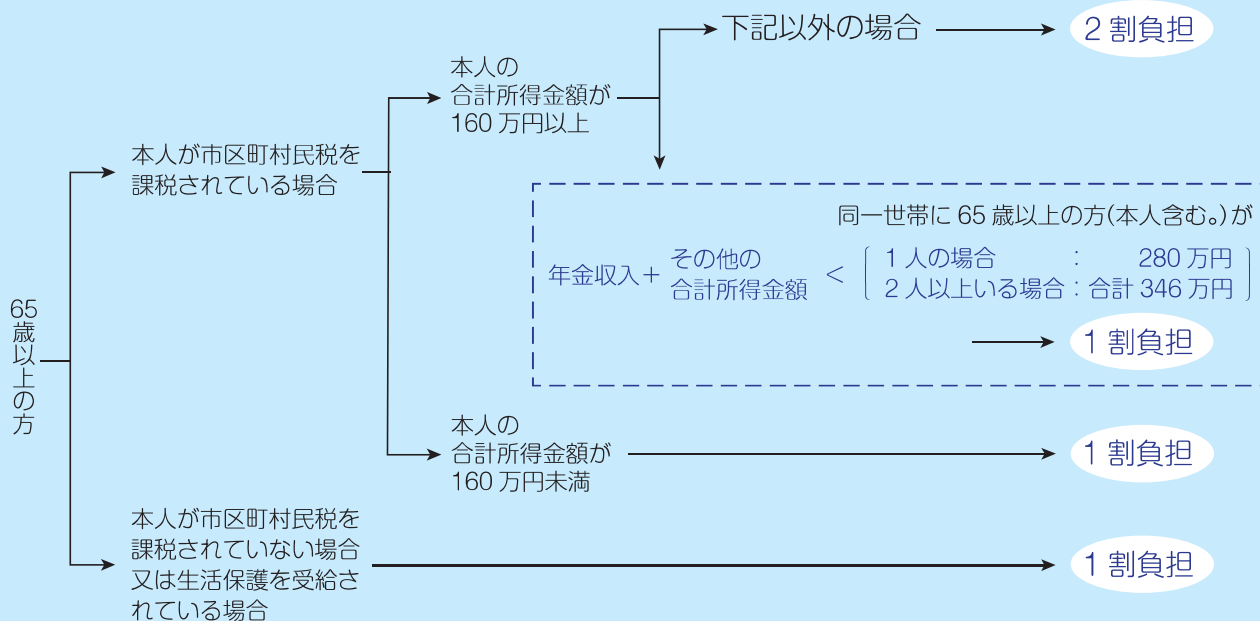 65歳以上の方
本人が市区町村民税を
課税されている場合
本人の
合計所得金額が
160万円以上
下記以外の場合
2割負担
同一世帯に65歳以上の方(本人含む。)が
年金収入+
その他の
合計所得金額
<
1人の場合 : 280万円
2人以上いる場合 : 合計346万円
1割負担
本人の
合計所得金額が
160万円未満
1割負担
本人が市区町村民税を
課税されていない場合
又は生活保護を受給さ
れている場合
1割負担